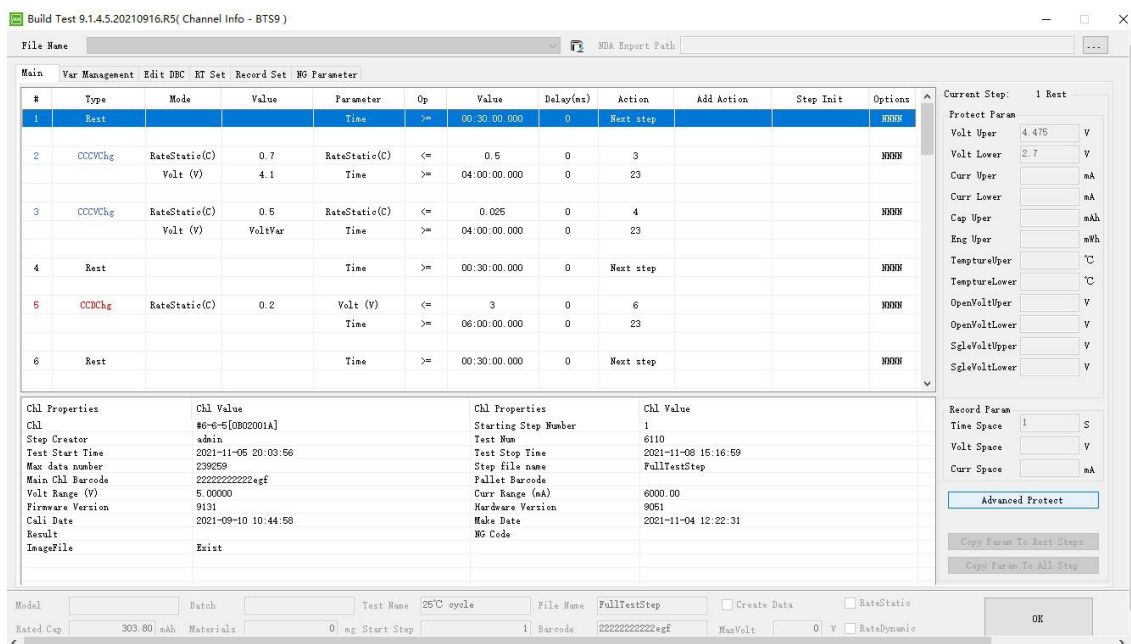 Build Test 9.1.4.5.20210916.R5( Channel Info - BTS9 )
File Name NDA Export Path ...
Main Var Management Edit DBC RT Set Record Set NG Parameter
# Type Mode Value Parameter Op Value Delay(ms) Action Add Action Step Init Options
1 Rest Time >= 00:30:00.000 0 Next step NNNN
2 CCCVChg RateStatic(C) 0.7 RateStatic(C) <= 0.5 0 3 NNNN
Volt (V) 4.1 Time >= 04:00:00.000 0 23
3 CCCVChg RateStatic(C) 0.5 RateStatic(C) <= 0.025 0 4 NNNN
Volt (V) VoltVar Time >= 04:00:00.000 0 23
4 Rest Time >= 00:30:00.000 0 Next step NNNN
5 CCDChg RateStatic(C) 0.2 Volt (V) <= 3 0 6 NNNN
Time >= 06:00:00.000 0 23
6 Rest Time >= 00:30:00.000 0 Next step NNNN
Current Step: 1 Rest
Protect Param
Volt Uper 4.475 V
Volt Lower 2.7 V
Curr Uper mA
Curr Lower mA
Cap Uper mAh
Eng Uper mWh
TemptureUper ℃
TemptureLower ℃
OpenVoltUper V
OpenVoltLower V
SgleVoltUpper V
SgleVoltLower V
Chl Properties Chl Value Chl Properties Chl Value
Chl #6-6-5[0B02001A] Starting Step Number 1
Step Creator admin Test Num 6110
Test Start Time 2021-11-05 20:03:56 Test Stop Time 2021-11-08 15:16:59
Max data number 239259 Step file name FullTestStep
Main Chl Barcode 22222222222egf Pallet Barcode
Volt Range (V) 5.00000 Curr Range (mA) 6000.00
Firmware Version 9131 Hardware Version 9051
Cali Date 2021-09-10 10:44:58 Make Date 2021-11-04 12:22:31
Result NG Code
ImageFile Exist
Record Param
Time Space 1 S
Volt Space V
Curr Space mA
Advanced Protect
Copy Param To Rest Steps
Copy Param To All Step
Model Batch Test Name 25℃ cycle File Name FullTestStep Create Data RateStatic
Rated Cap 303.80 mAh Materials 0 mg Start Step 1 Barcode 22222222222egf MaxVolt 0 V RateDynamic
OK